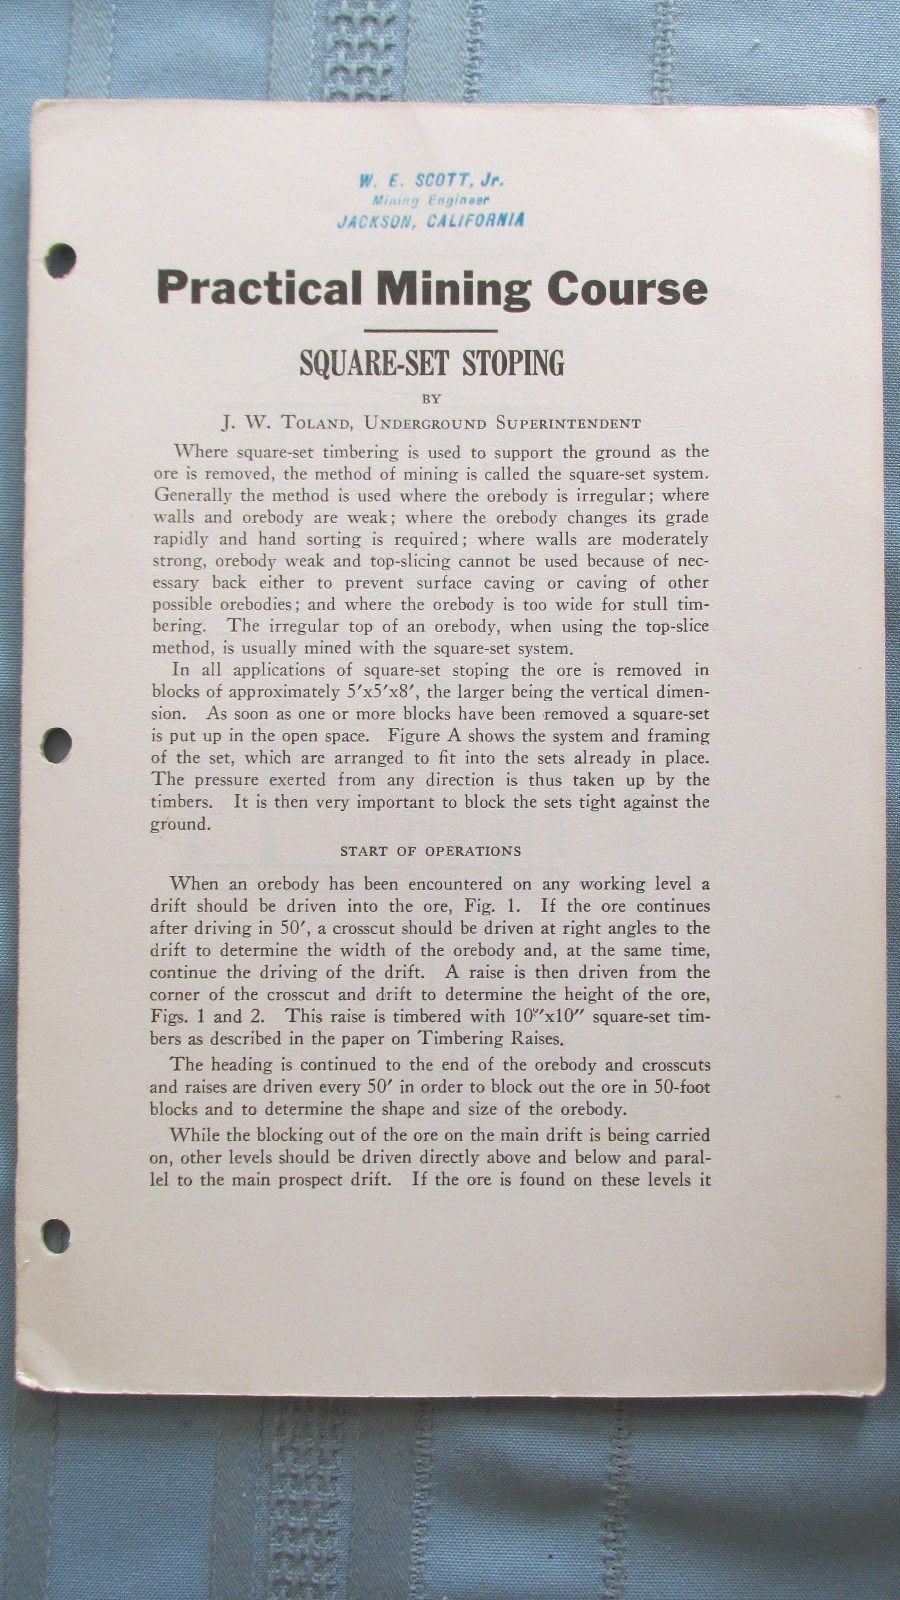 W. E. SCOTT, Jr.
Mining Engineer
JACKSON, CALIFORNIA
Practical Mining Course
SQUARE-SET STOPING
BY
J. W. TOLAND, UNDERGROUND SUPERINTENDENT
Where square-set timbering is used to support the ground as the
ore is removed, the method of mining is called the square-set system.
Generally the method is used where the orebody is irregular; where
walls and orebody are weak; where the orebody changes its grade
rapidly and hand sorting is required; where walls are moderately
strong, orebody weak and top-slicing cannot be used because of nec-
essary back either to prevent surface caving or caving of other
possible orebodies; and where the orebody is too wide for stull tim-
bering. The irregular top of an orebody, when using the top-slice
method, is usually mined with the square-set system.
In all applications of square-set stoping the ore is removed in
blocks of approximately 5'x5'x8', the larger being the vertical dimen-
sion. As soon as one or more blocks have been removed a square-set
is put up in the open space. Figure A shows the system and framing
of the set, which are arranged to fit into the sets already in place.
The pressure exerted from any direction is thus taken up by the
timbers. It is then very important to block the sets tight against the
ground.
START OF OPERATIONS
When an orebody has been encountered on any working level a
drift should be driven into the ore, Fig. 1. If the ore continues
after driving in 50', a crosscut should be driven at right angles to the
drift to determine the width of the orebody and, at the same time,
continue the driving of the drift. A raise is then driven from the
corner of the crosscut and drift to determine the height of the ore,
Figs. 1 and 2. This raise is timbered with 10"x10" square-set tim-
bers as described in the paper on Timbering Raises.
The heading is continued to the end of the orebody and crosscuts
and raises are driven every 50' in order to block out the ore in 50-foot
blocks and to determine the shape and size of the orebody.
While the blocking out of the ore on the main drift is being carried
on, other levels should be driven directly above and below and paral-
lel to the main prospect drift. If the ore is found on these levels it